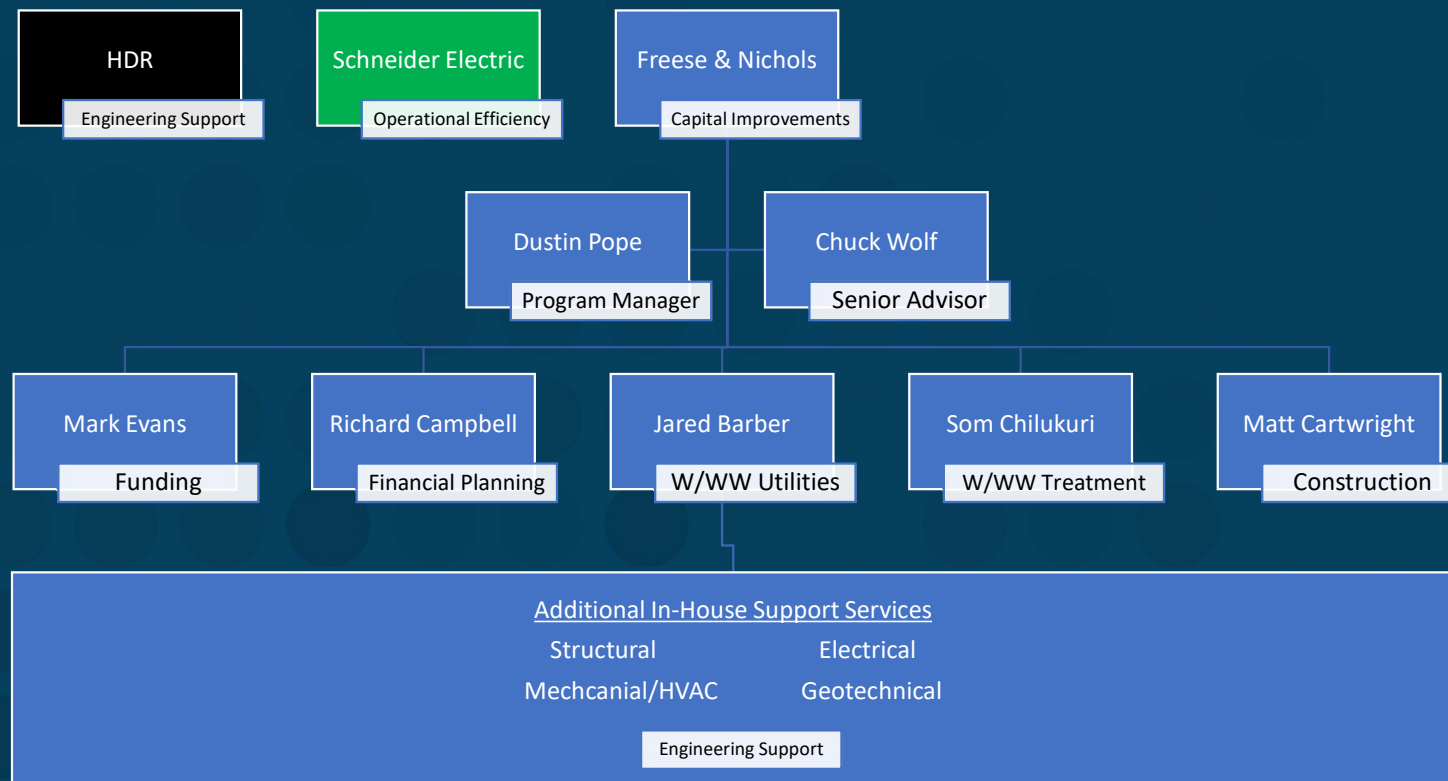 HDR
Engineering Support
Schneider Electric
Operational Efficiency
Freese & Nichols
Capital Improvements
Dustin Pope
Program Manager
Chuck Wolf
Senior Advisor
Mark Evans
Funding
Richard Campbell
Financial Planning
Jared Barber
W/WW Utilities
Som Chilukuri
W/WW Treatment
Matt Cartwright
Construction
Additional In-House Support Services
Structural Electrical
Mechcanial/HVAC Geotechnical
Engineering Support